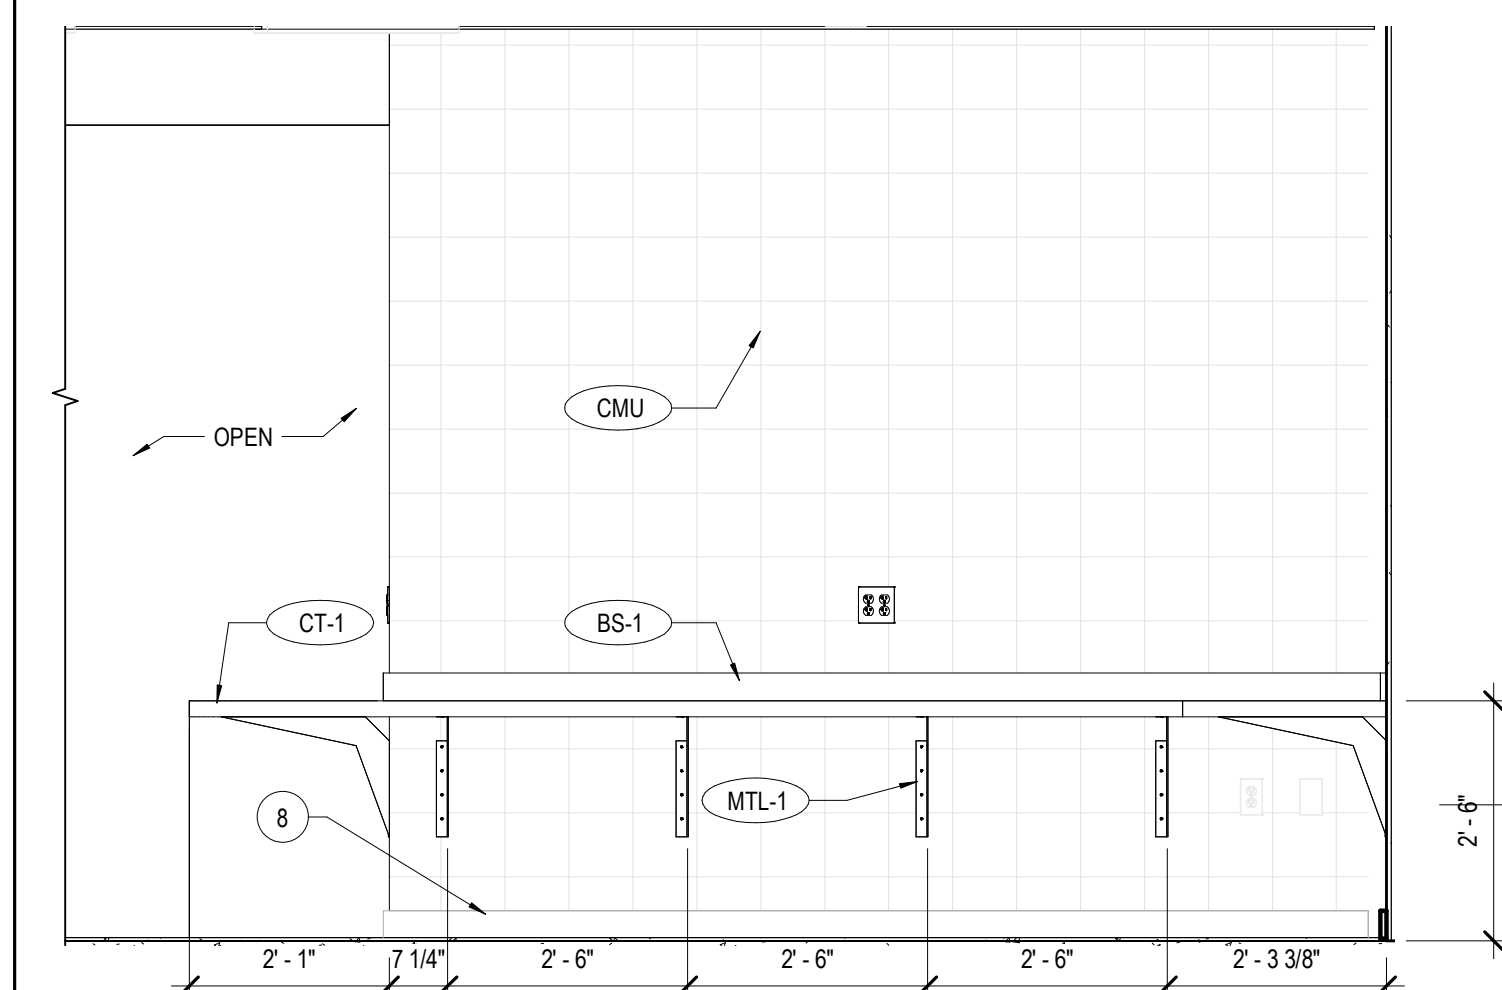 CMU
OPEN
CT-1
BS-1
MTL-1
8
2' - 6"
2' - 1"
7 1/4"
2' - 6"
2' - 6"
2' - 6"
2' - 3 3/8"